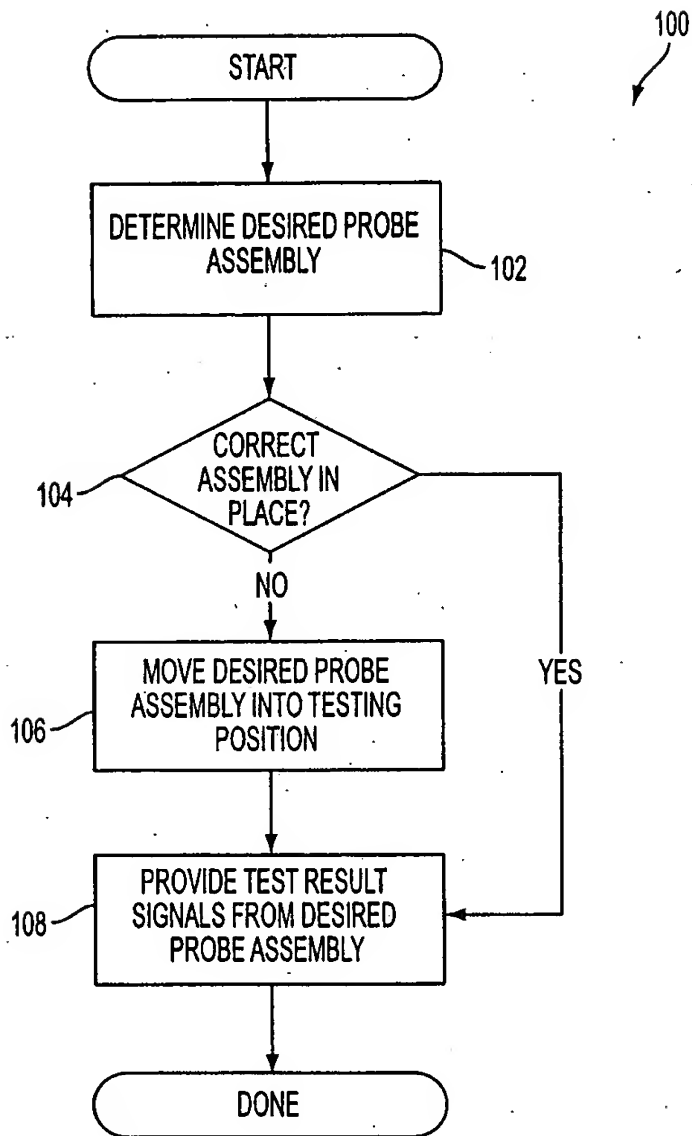 100
START
DETERMINE DESIRED PROBE
ASSEMBLY
102
CORRECT
ASSEMBLY IN
PLACE?
104
NO
YES
MOVE DESIRED PROBE
ASSEMBLY INTO TESTING
POSITION
106
PROVIDE TEST RESULT
SIGNALS FROM DESIRED
PROBE ASSEMBLY
108
DONE